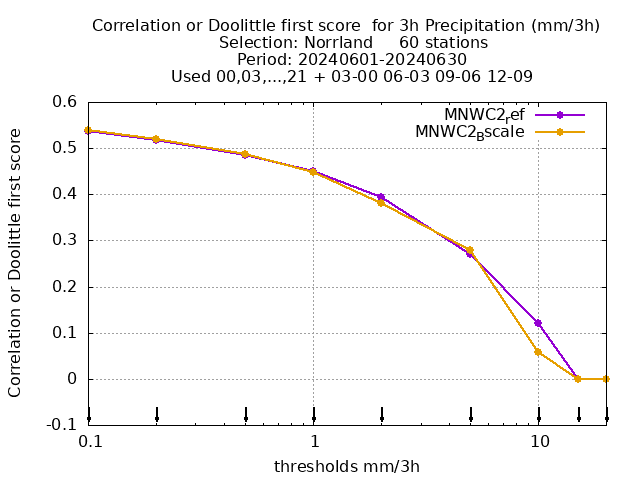 Correlation or Doolittle first score  for 3h Precipitation (mm/3h)
Selection: Norrland     60 stations
Period: 20240601-20240630
Used 00,03,...,21 + 03-00 06-03 09-06 12-09
MNWC2ref
MNWC2Bscale
Correlation or Doolittle first score
0.6
0.5
0.4
0.3
0.2
0.1
0
-0.1
0.1
1
10
thresholds mm/3h